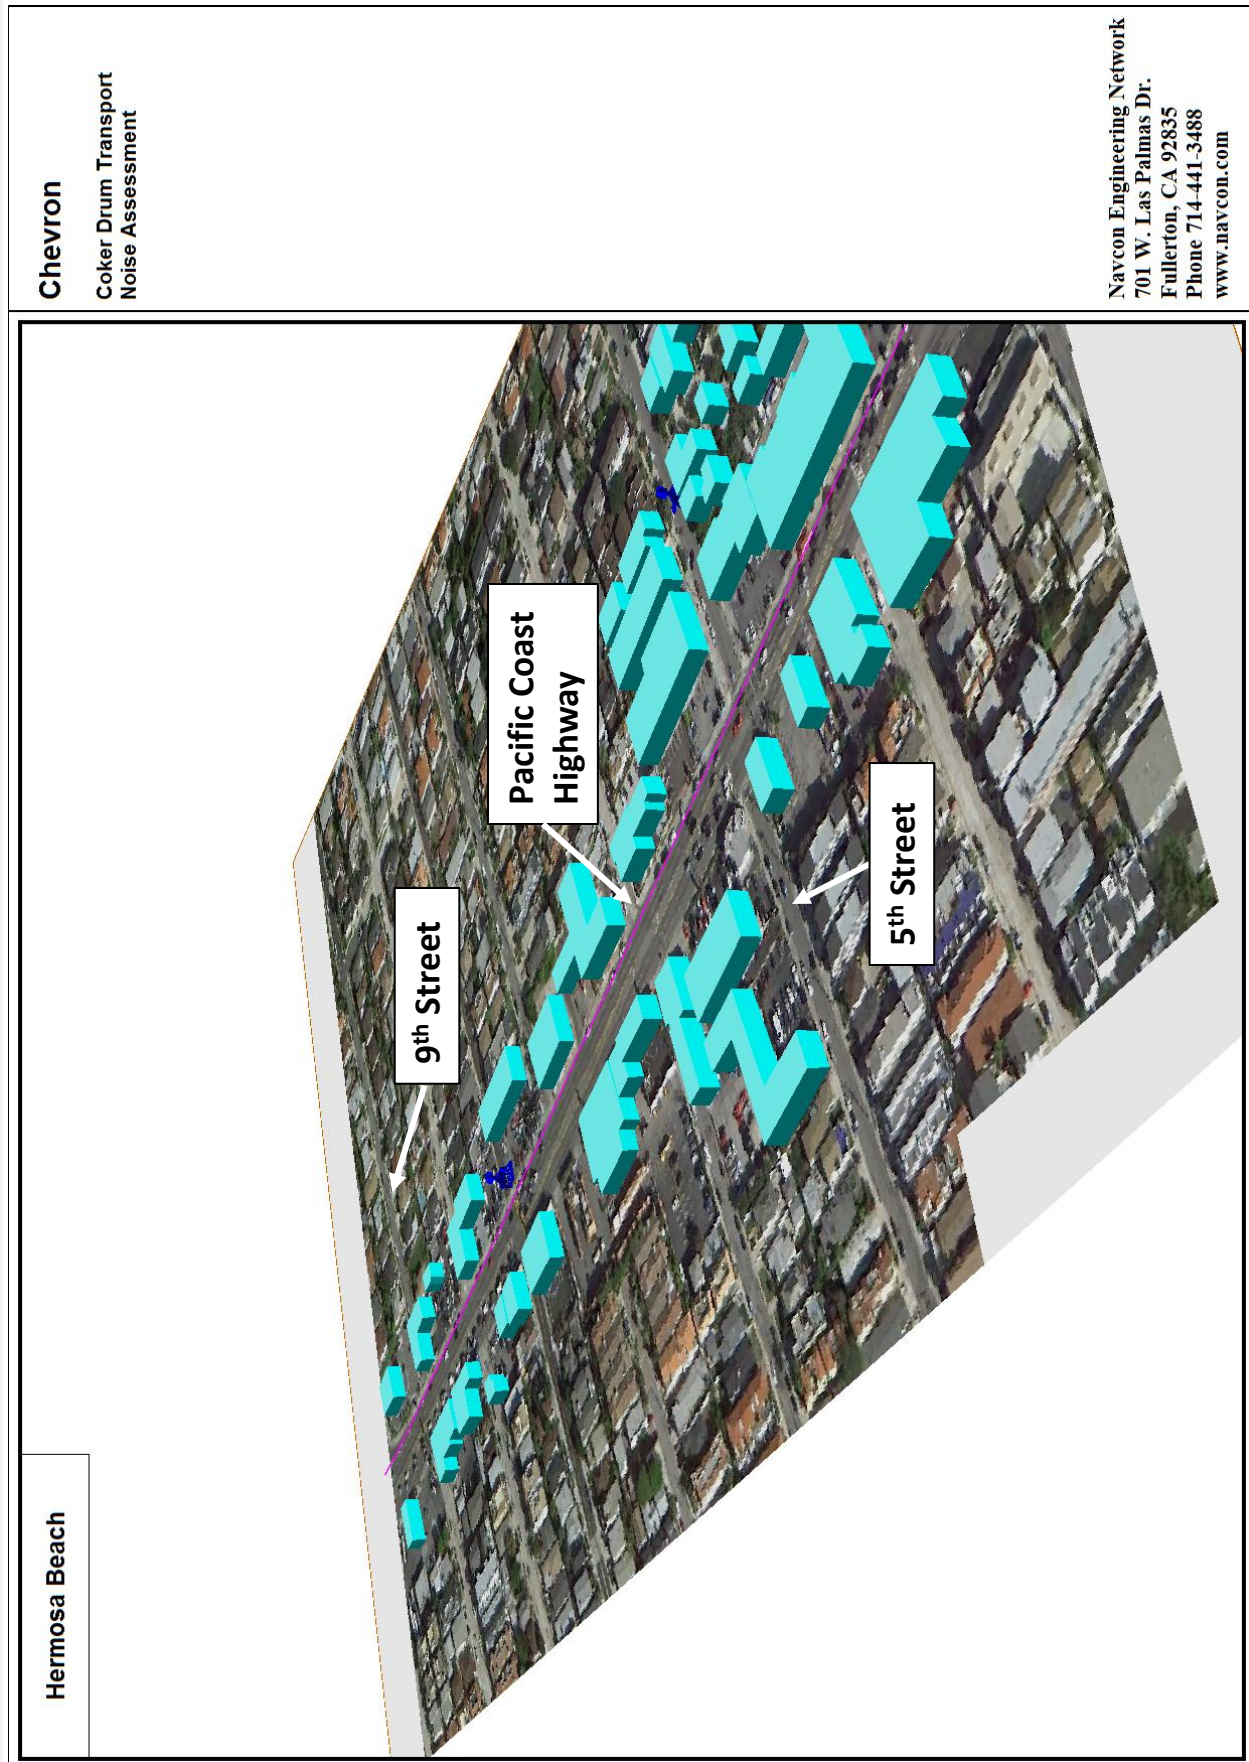 Hermosa Beach
Chevron
Coker Drum Transport
Noise Assessment
9th Street
Pacific Coast
Highway
5th Street
Navcon Engineering Network
701 W. Las Palmas Dr.
Fullerton, CA 92835
Phone 714-441-3488
www.navcon.com